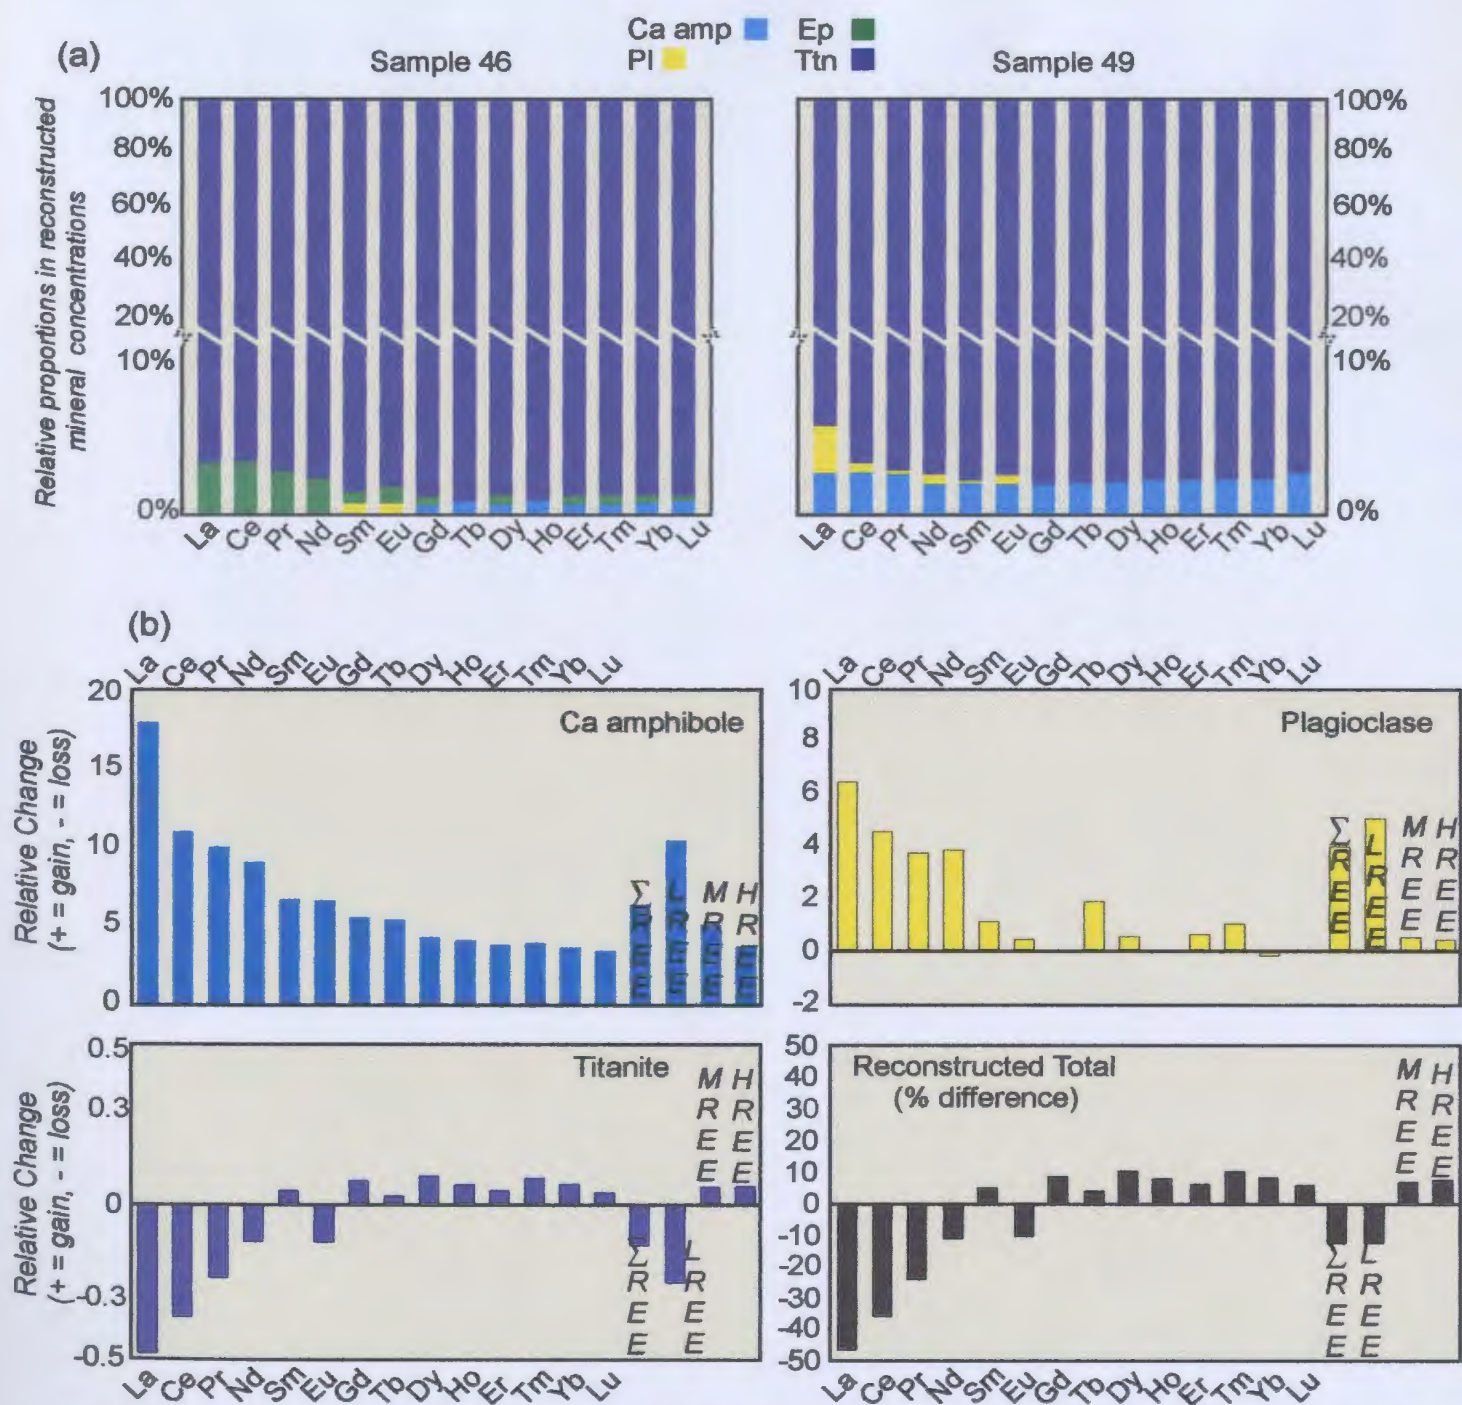 (a)
Sample 46
Ca amp
Ep
Pl
Ttn
Sample 49
Relative proportions in reconstructed
mineral concentrations
100%
80%
60%
40%
20%
10%
0%
100%
80%
60%
40%
20%
10%
0%
La Ce Pr Nd Sm Eu Gd Tb Dy Ho Er Tm Yb Lu
La Ce Pr Nd Sm Eu Gd Tb Dy Ho Er Tm Yb Lu
(b)
La Ce Pr Nd Sm Eu Gd Tb Dy Ho Er Tm Yb Lu
Relative Change
(+ = gain, - = loss)
20
15
10
5
0
Ca amphibole
ΣREE
LREE
MREE
HREE
La Ce Pr Nd Sm Eu Gd Tb Dy Ho Er Tm Yb Lu
10
8
6
4
2
0
-2
Plagioclase
ΣREE
LREE
MREE
HREE
Relative Change
(+ = gain, - = loss)
0.5
0.3
0
-0.3
-0.5
Titanite
ΣREE
LREE
MREE
HREE
La Ce Pr Nd Sm Eu Gd Tb Dy Ho Er Tm Yb Lu
50
40
30
20
10
0
-10
-20
-30
-40
-50
Reconstructed Total
(% difference)
ΣREE
LREE
MREE
HREE
La Ce Pr Nd Sm Eu Gd Tb Dy Ho Er Tm Yb Lu